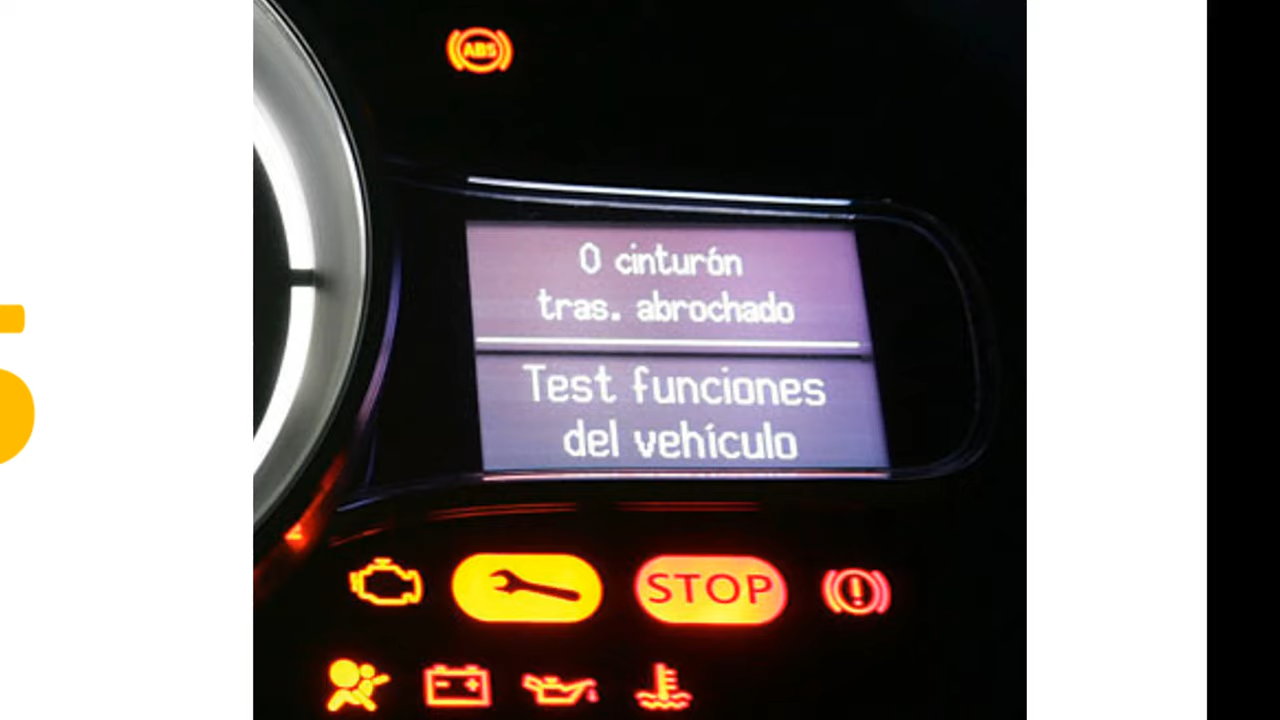 ABS
0 cinturón
tras. abrochado
Test funciones
del vehículo
STOP